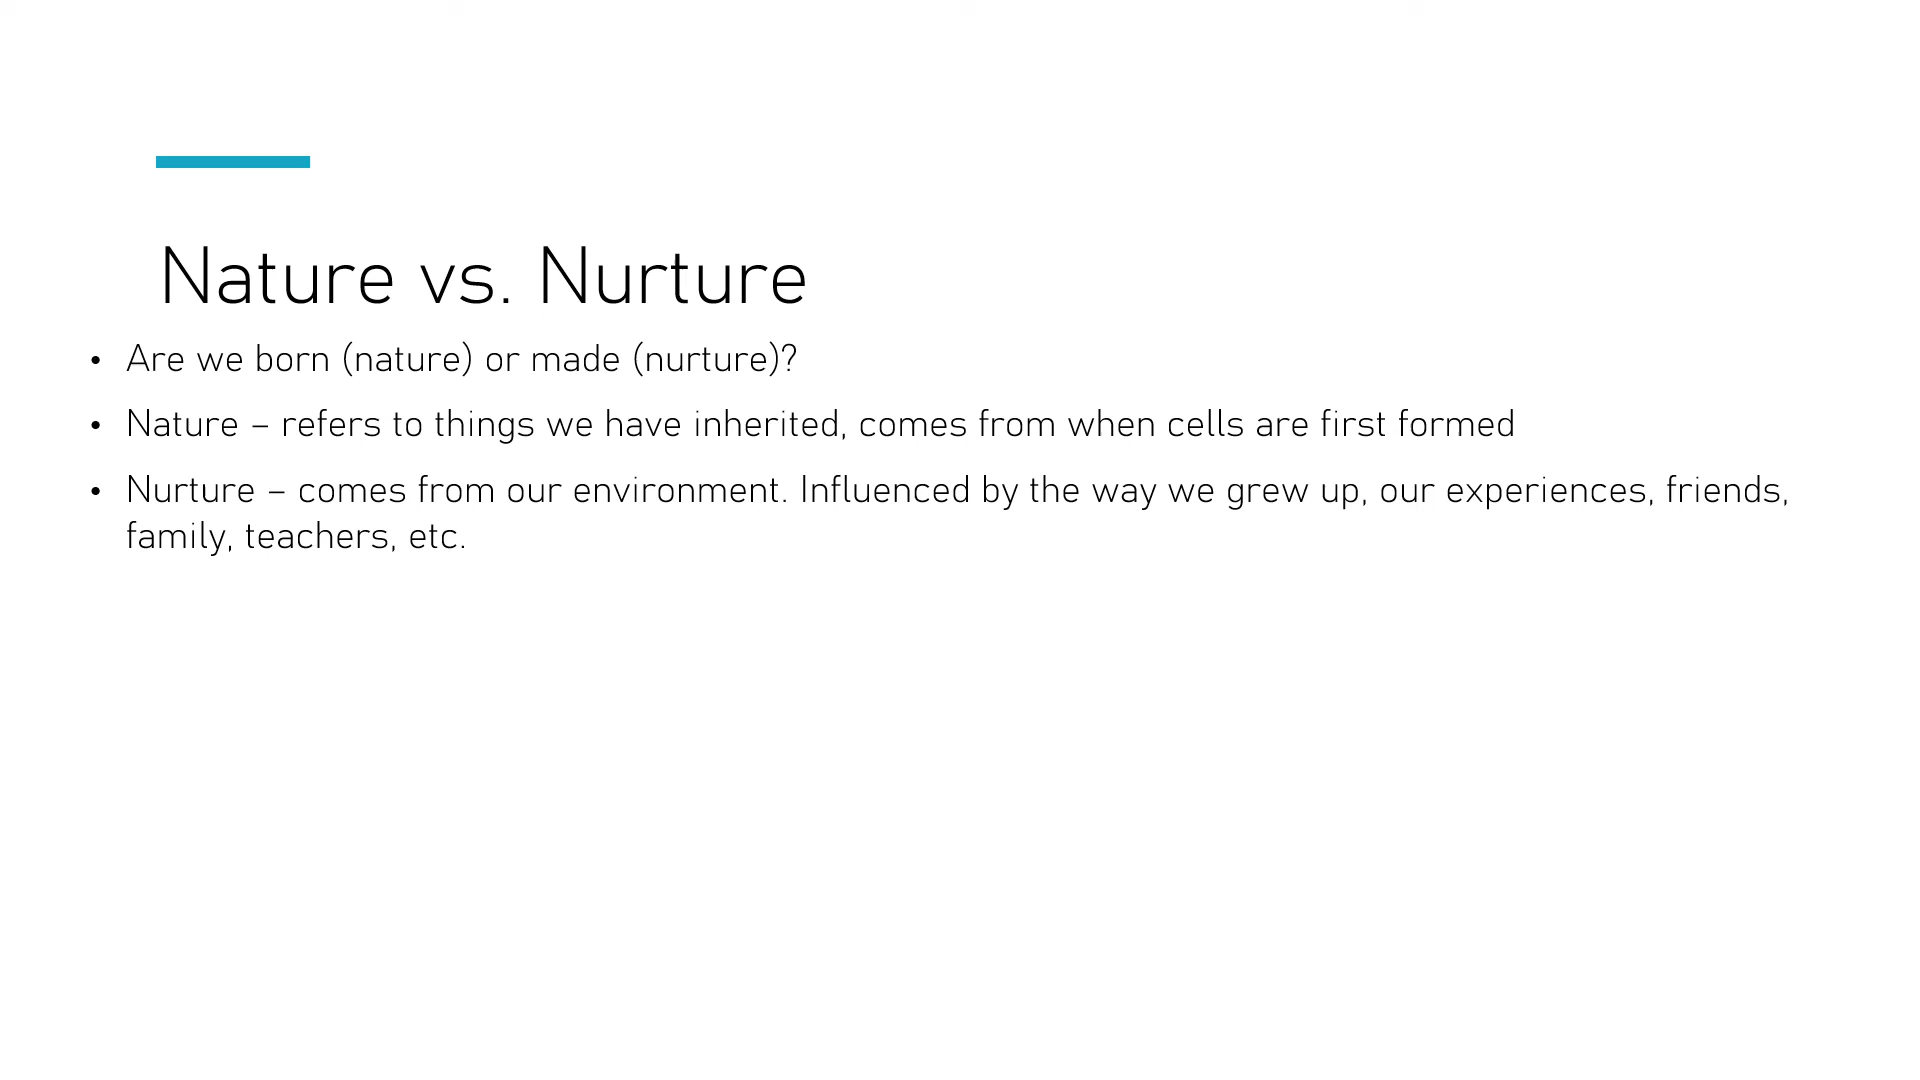 Nature vs. Nurture
• Are we born (nature) or made (nurture)?
• Nature – refers to things we have inherited, comes from when cells are first formed
• Nurture – comes from our environment. Influenced by the way we grew up, our experiences, friends,
family, teachers, etc.